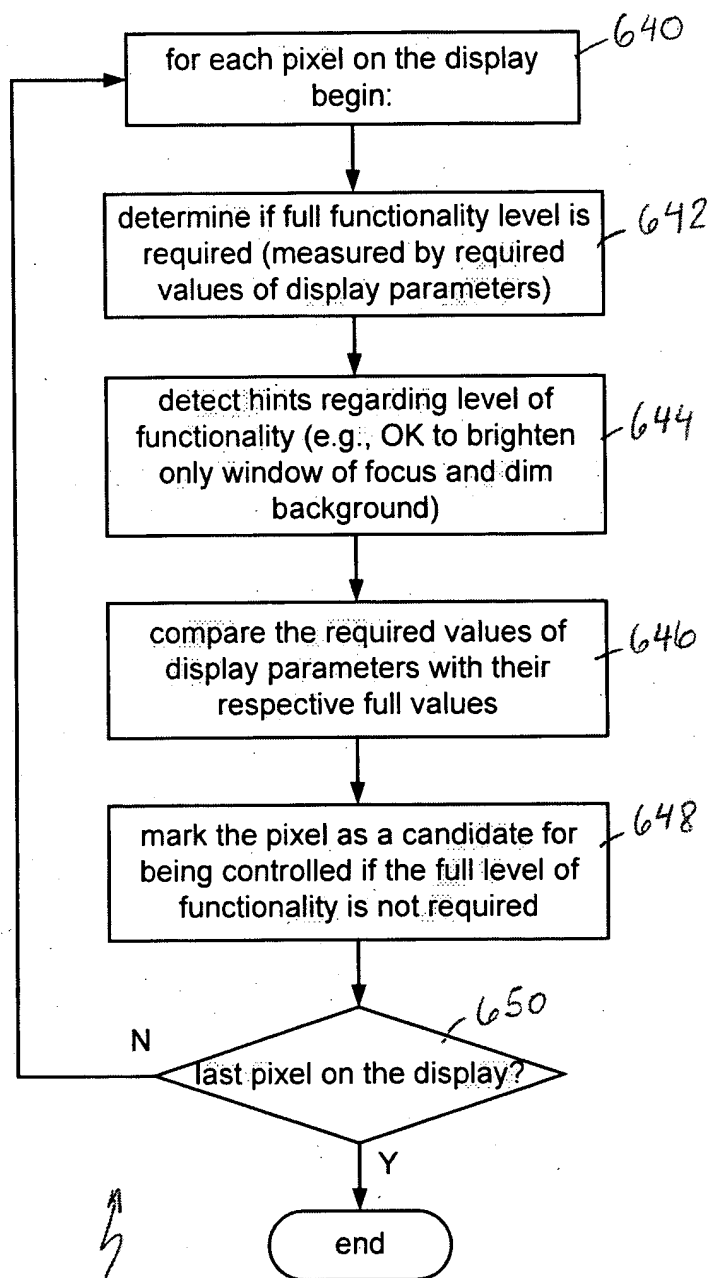 for each pixel on the display
begin:
640
determine if full functionality level is
required (measured by required
values of display parameters)
642
detect hints regarding level of
functionality (e.g., OK to brighten
only window of focus and dim
background)
644
compare the required values of
display parameters with their
respective full values
646
mark the pixel as a candidate for
being controlled if the full level of
functionality is not required
648
650
N
last pixel on the display?
Y
end